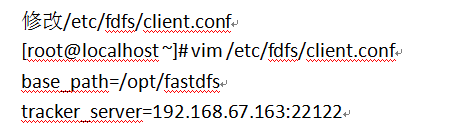 修改/etc/fdfs/client.conf
[root@localhost ~]# vim /etc/fdfs/client.conf
base_path=/opt/fastdfs
tracker_server=192.168.67.163:22122